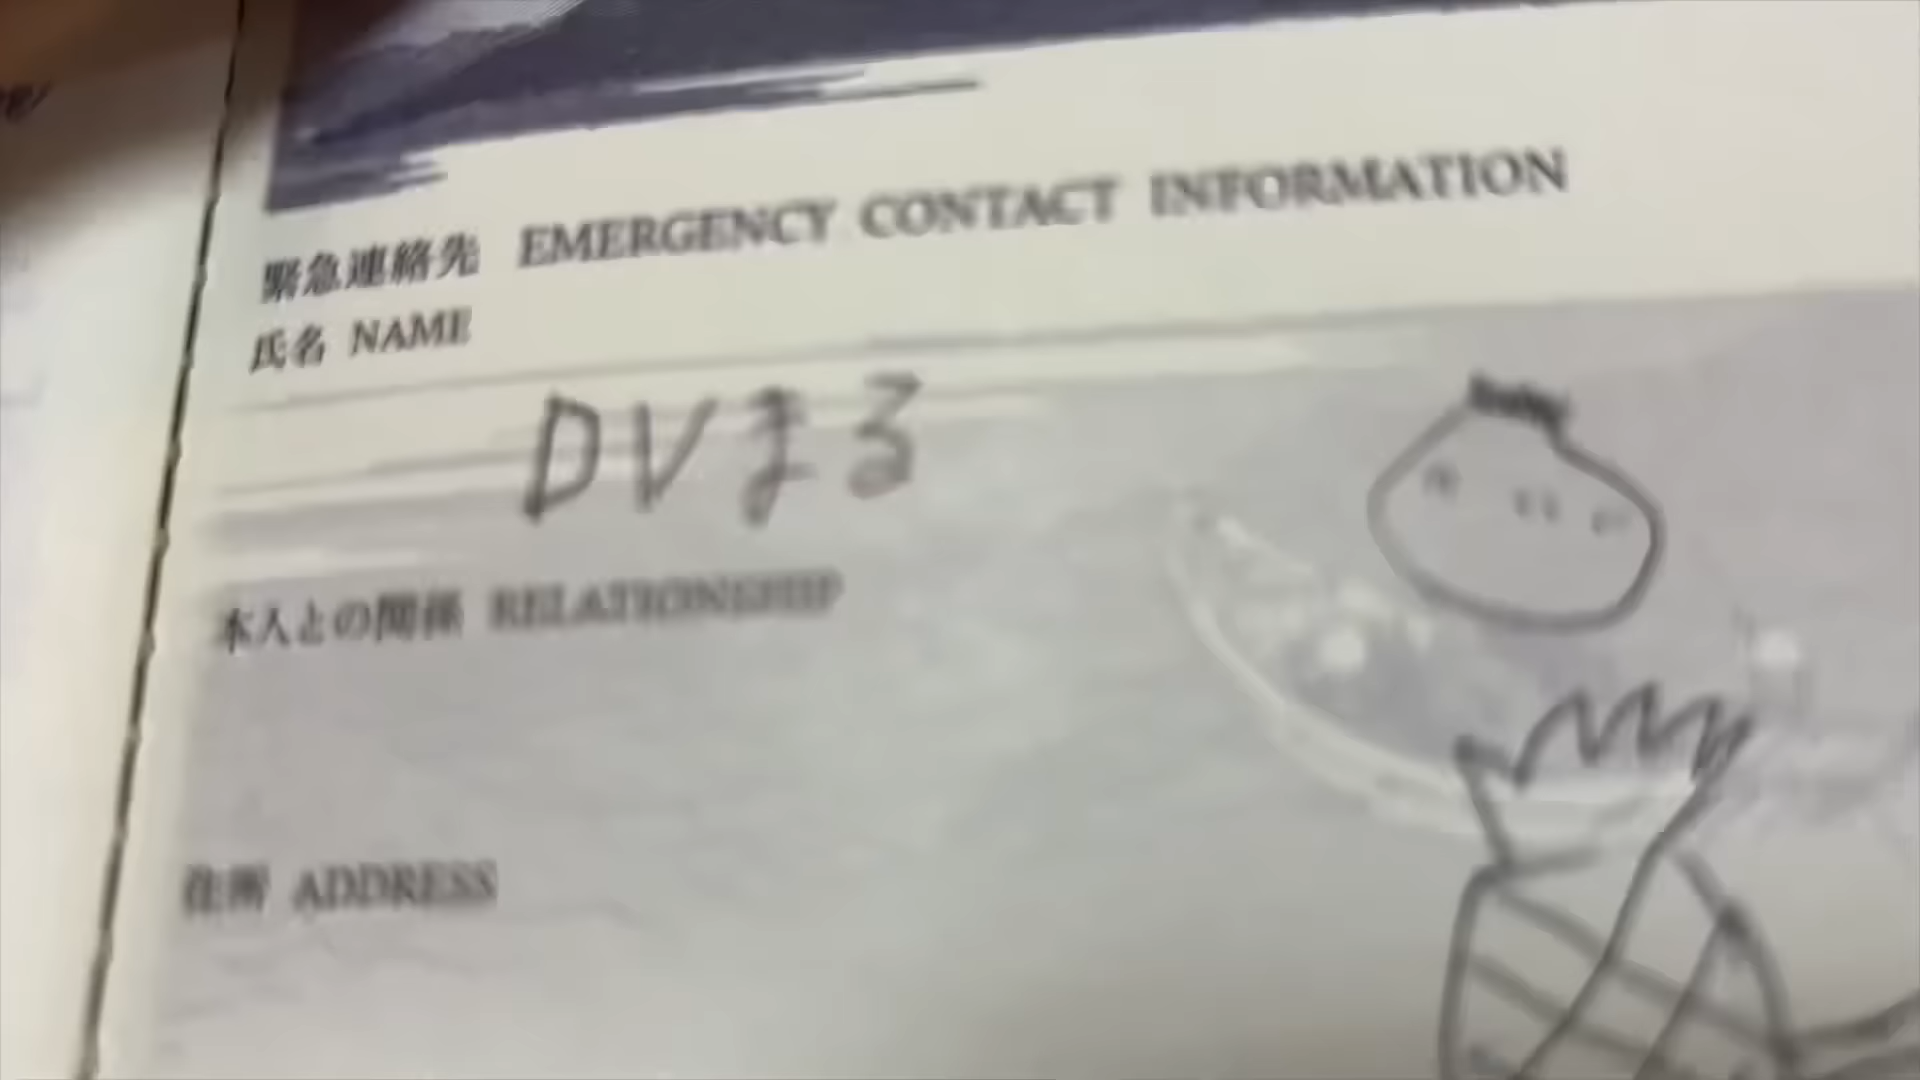 緊急連絡先 EMERGENCY CONTACT INFORMATION
氏名 NAME
DVまる
本人との関係 RELATIONSHIP
住所 ADDRESS